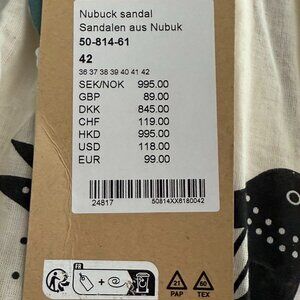 Nubuck sandal
Sandalen aus Nubuk
50-814-61
42
36 37 38 39 40 41 42
SEK/NOK 995.00
GBP 89.00
DKK 845.00
CHF 119.00
HKD 995.00
USD 118.00
EUR 99.00
24817 50814XX6180042
FR
+
21
PAP
60
TEX